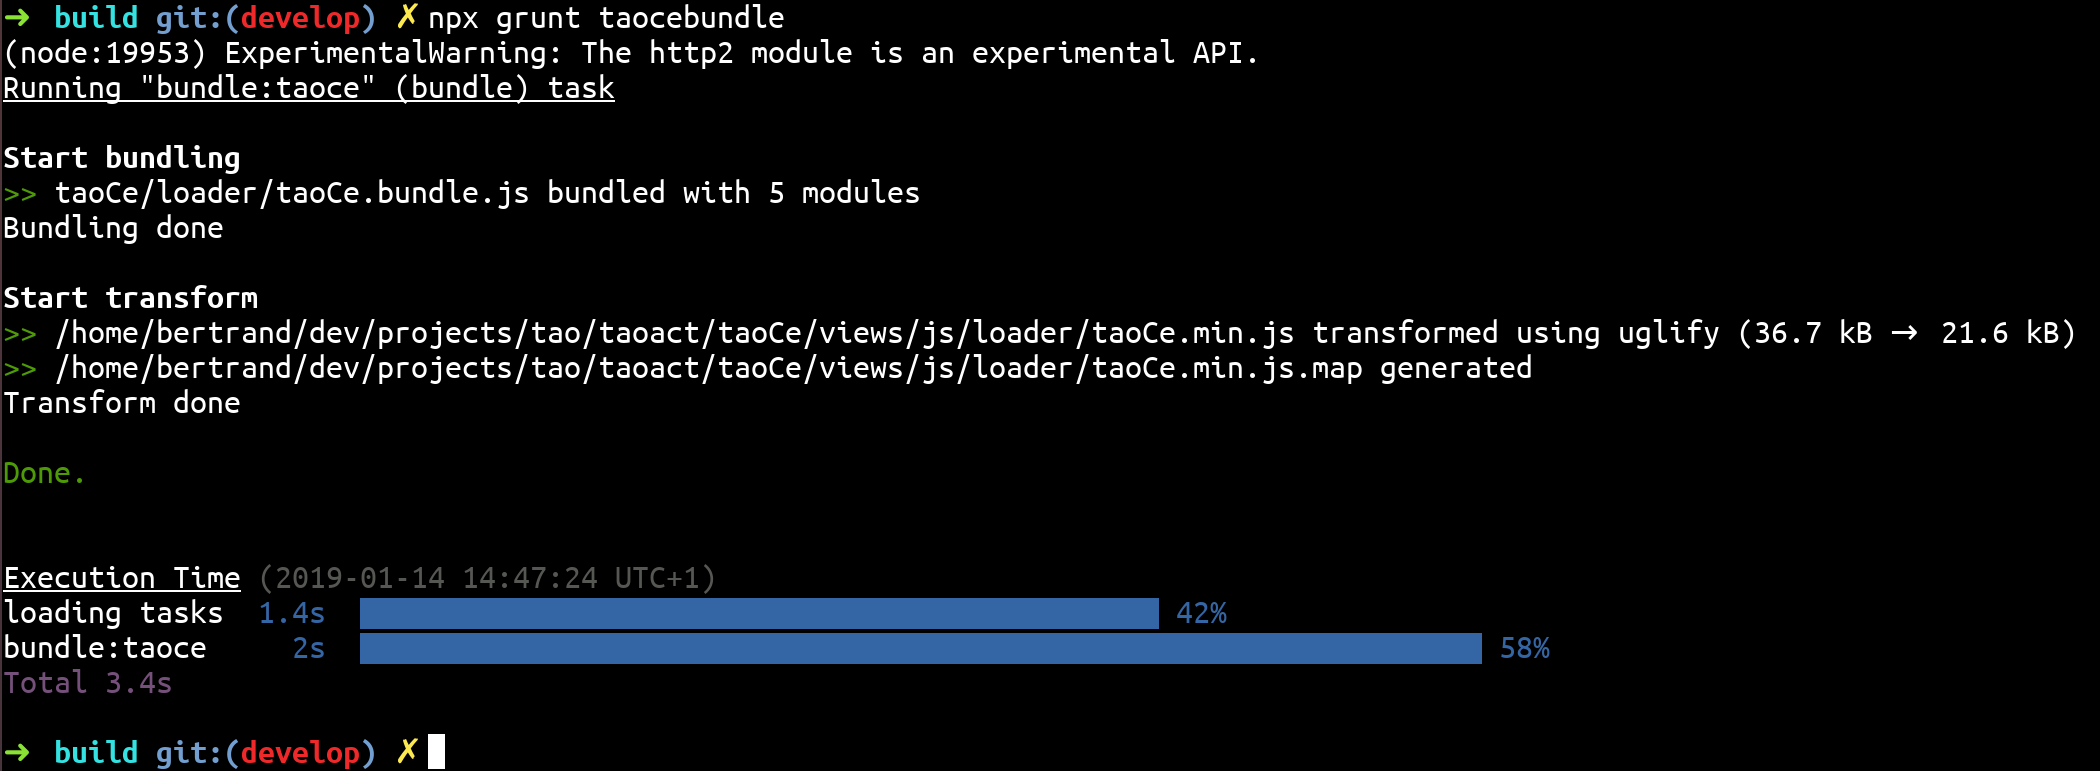 ➜ build git:(develop) ✗ npx grunt taocebundle
(node:19953) ExperimentalWarning: The http2 module is an experimental API.
Running "bundle:taoce" (bundle) task
Start bundling
>> taoCe/loader/taoCe.bundle.js bundled with 5 modules
Bundling done
Start transform
>> /home/bertrand/dev/projects/tao/taoact/taoCe/views/js/loader/taoCe.min.js transformed using uglify (36.7 kB → 21.6 kB)
>> /home/bertrand/dev/projects/tao/taoact/taoCe/views/js/loader/taoCe.min.js.map generated
Transform done
Done.
Execution Time (2019-01-14 14:47:24 UTC+1)
loading tasks 1.4s 42%
bundle:taoce 2s 58%
Total 3.4s
➜ build git:(develop) ✗